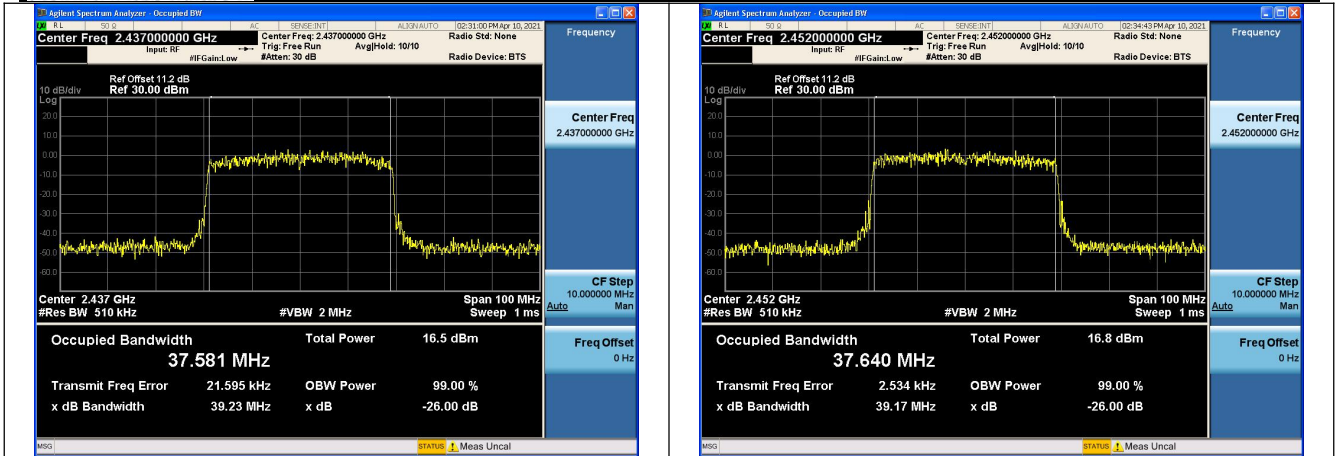 Agilent Spectrum Analyzer - Occupied BW
RL 50 Ω AC SENSE:INT ALIGN AUTO 02:31:00 PM Apr 10, 2021
Center Freq 2.437000000 GHz Center Freq: 2.437000000 GHz Radio Std: None Frequency
Input: RF Trig: Free Run Avg|Hold: 10/10
#IFGain:Low #Atten: 30 dB Radio Device: BTS
Ref Offset 11.2 dB
10 dB/div Ref 30.00 dBm
Log
20.0
10.0
0.00
-10.0
-20.0
-30.0
-40.0
-50.0
-60.0
Center Freq
2.437000000 GHz
Center 2.437 GHz Span 100 MHz
#Res BW 510 kHz #VBW 2 MHz Sweep 1 ms
CF Step
10.000000 MHz
Auto Man
Occupied Bandwidth Total Power 16.5 dBm
37.581 MHz
Transmit Freq Error 21.595 kHz OBW Power 99.00 %
x dB Bandwidth 39.23 MHz x dB -26.00 dB
Freq Offset
0 Hz
MSG STATUS Meas Uncal
Agilent Spectrum Analyzer - Occupied BW
RL 50 Ω AC SENSE:INT ALIGN AUTO 02:34:43 PM Apr 10, 2021
Center Freq 2.452000000 GHz Center Freq: 2.452000000 GHz Radio Std: None Frequency
Input: RF Trig: Free Run Avg|Hold: 10/10
#IFGain:Low #Atten: 30 dB Radio Device: BTS
Ref Offset 11.2 dB
10 dB/div Ref 30.00 dBm
Log
20.0
10.0
0.00
-10.0
-20.0
-30.0
-40.0
-50.0
-60.0
Center Freq
2.452000000 GHz
Center 2.452 GHz Span 100 MHz
#Res BW 510 kHz #VBW 2 MHz Sweep 1 ms
CF Step
10.000000 MHz
Auto Man
Occupied Bandwidth Total Power 16.8 dBm
37.640 MHz
Transmit Freq Error 2.534 kHz OBW Power 99.00 %
x dB Bandwidth 39.17 MHz x dB -26.00 dB
Freq Offset
0 Hz
MSG STATUS Meas Uncal